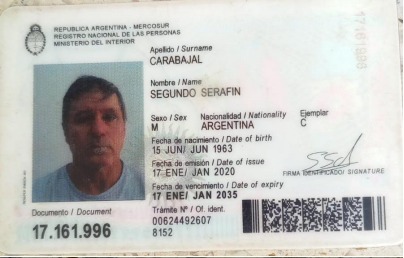 REPUBLICA ARGENTINA - MERCOSUR
REGISTRO NACIONAL DE LAS PERSONAS
MINISTERIO DEL INTERIOR
Apellido / Surname
CARABAJAL
Nombre / Name
SEGUNDO SERAFIN
Sexo / Sex Nacionalidad / Nationality Ejemplar
M ARGENTINA C
Fecha de nacimiento / Date of birth
15 JUN/ JUN 1963
Fecha de emisión / Date of issue
17 ENE/ JAN 2020
FIRMA IDENTIFICADO/ SIGNATURE
Fecha de vencimiento / Date of expiry
17 ENE/ JAN 2035
Documento / Document
17.161.996
Trámite Nº / Of. ident.
00624492607
8152